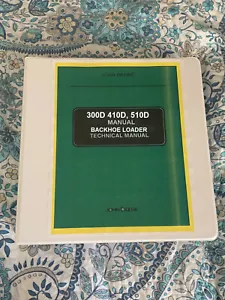 300D 410D, 510D
MANUAL
BACKHOE LOADER
TECHNICAL MANUAL